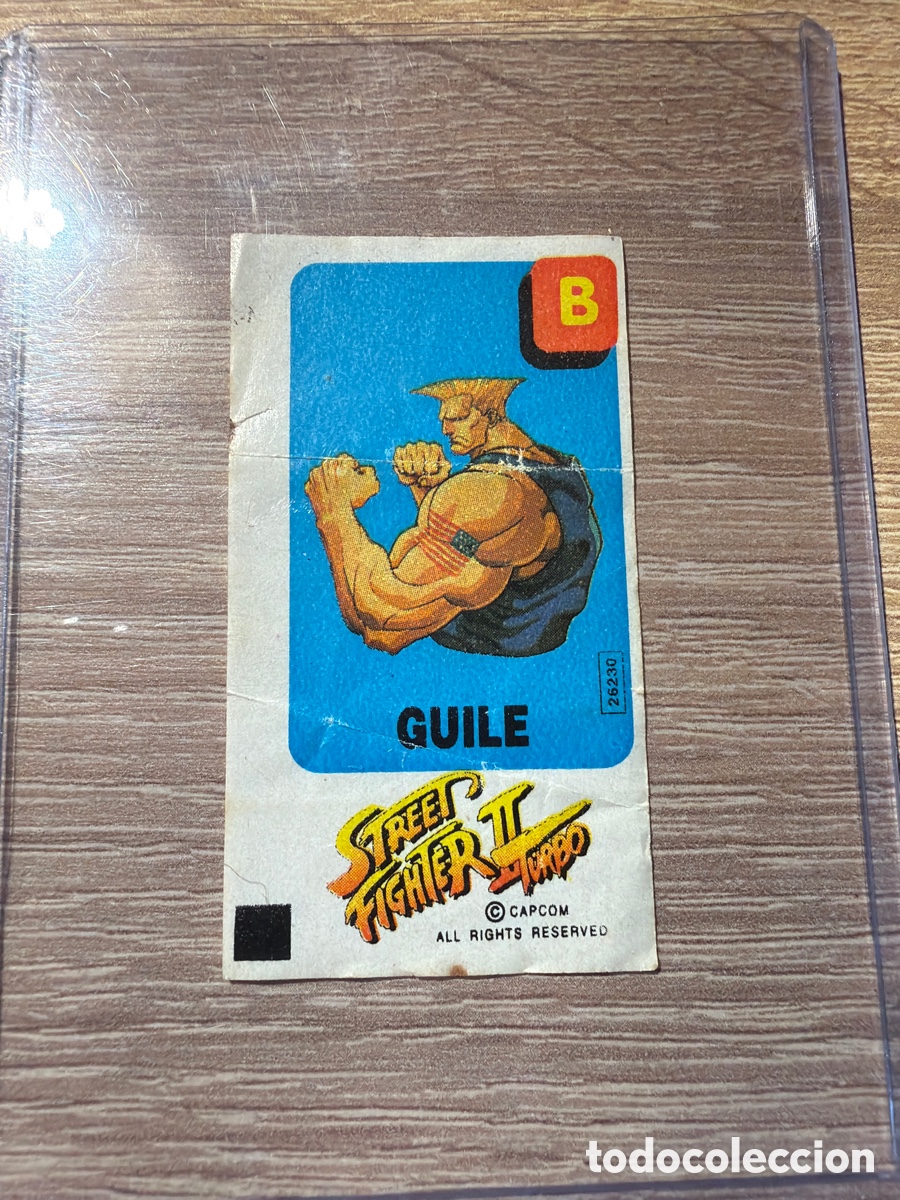 B
26230
GUILE
STREET
FIGHTER II
TURBO
© CAPCOM
ALL RIGHTS RESERVED
todocoleccion